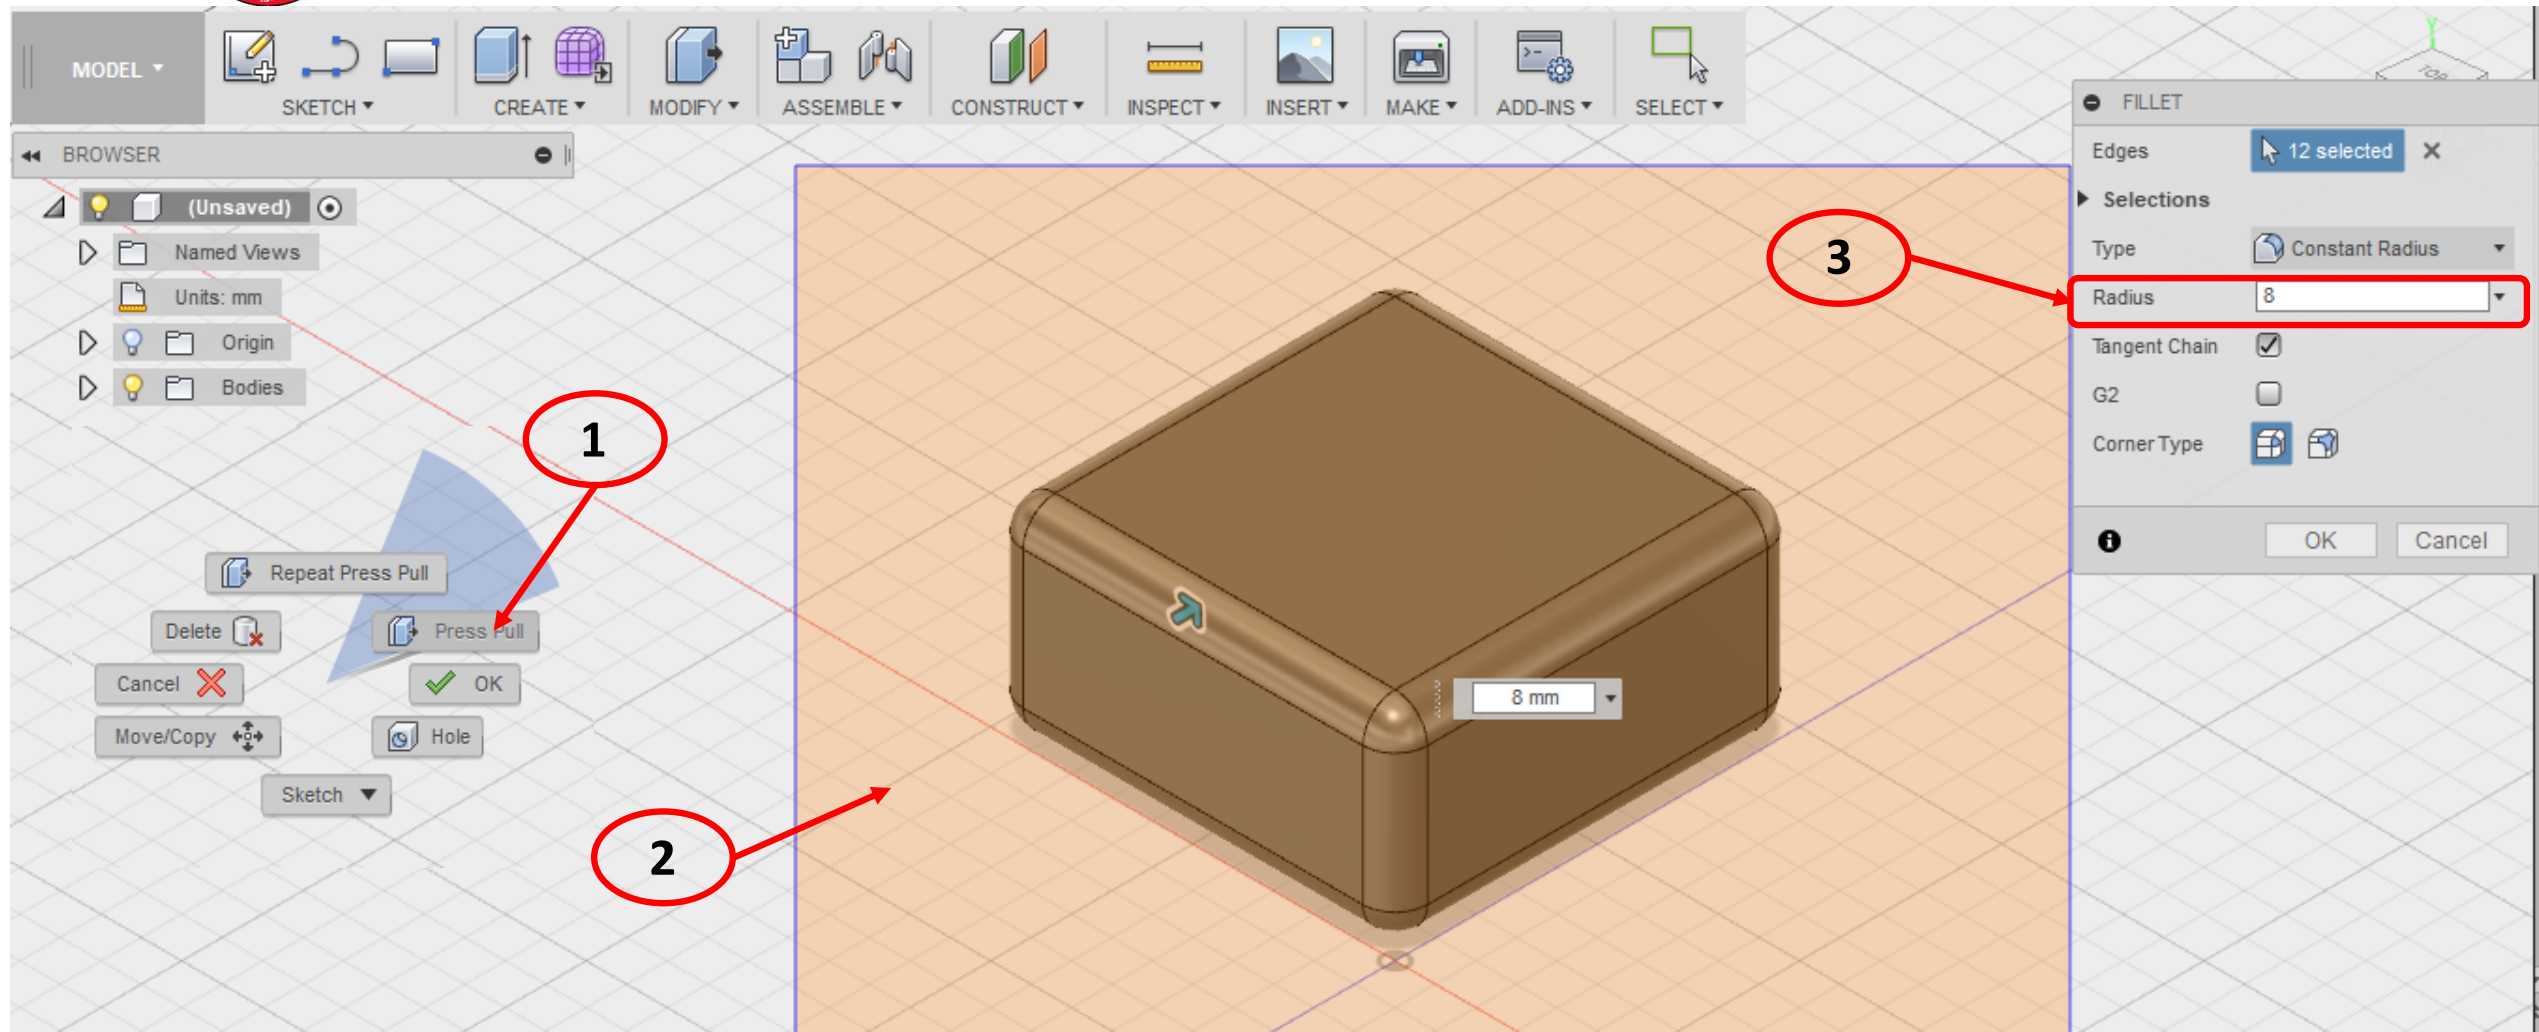 MODEL
SKETCH
CREATE
MODIFY
ASSEMBLE
CONSTRUCT
INSPECT
INSERT
MAKE
ADD-INS
SELECT
Y
TOP
BROWSER
(Unsaved)
Named Views
Units: mm
Origin
Bodies
1
Repeat Press Pull
Delete
Press Pull
Cancel
OK
Move/Copy
Hole
Sketch
2
8 mm
3
FILLET
Edges
12 selected
Selections
Type
Constant Radius
Radius
8
Tangent Chain
G2
Corner Type
OK
Cancel